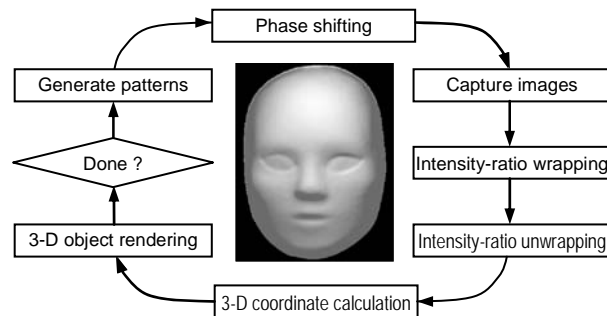 Phase shifting
Generate patterns
Capture images
Done ?
Intensity-ratio wrapping
3-D object rendering
Intensity-ratio unwrapping
3-D coordinate calculation